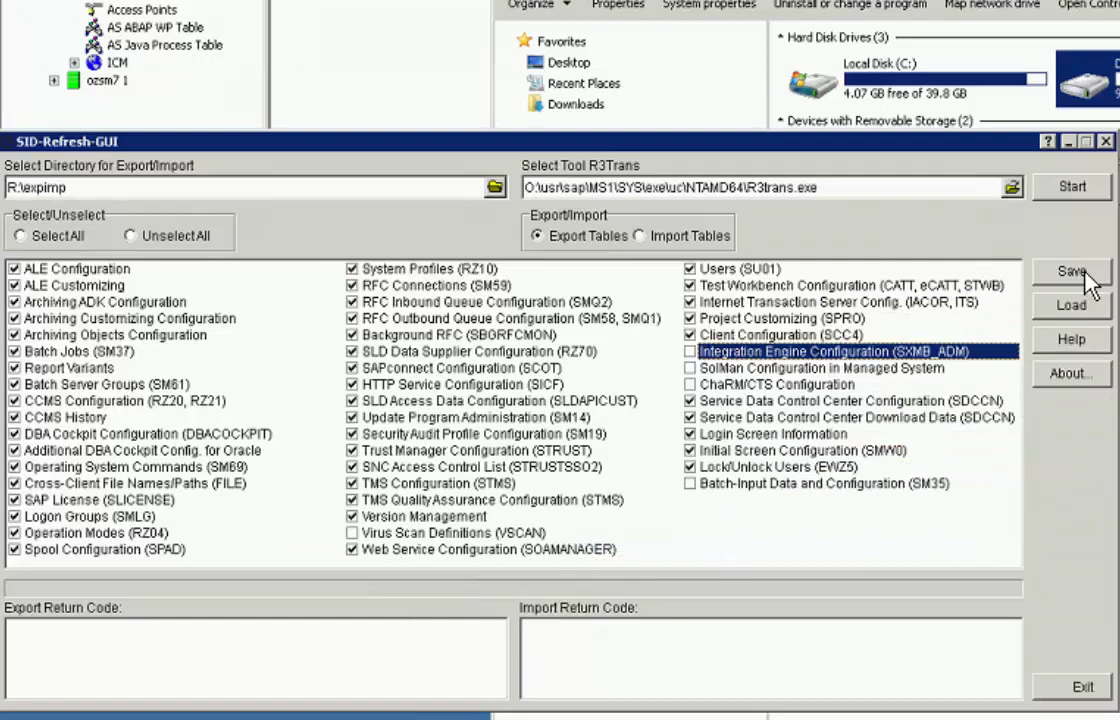 Access Points
AS ABAP WP Table
AS Java Process Table
ICM
ozsm7 1
Organize
Properties
System properties
Uninstall or change a program
Map network drive
Open Contr
Favorites
Desktop
Recent Places
Downloads
Hard Disk Drives (3)
Local Disk (C:)
4.07 GB free of 39.8 GB
Devices with Removable Storage (2)
SID-Refresh-GUI
Select Directory for Export/Import
R:\expimp
Select Tool R3Trans
O:\usr\sap\MS1\SYS\exe\uc\NTAMD64\R3trans.exe
Start
Select/Unselect
SelectAll
UnselectAll
Export/Import
Export Tables
Import Tables
ALE Configuration
ALE Customizing
Archiving ADK Configuration
Archiving Customizing Configuration
Archiving Objects Configuration
Batch Jobs (SM37)
Report Variants
Batch Server Groups (SM61)
CCMS Configuration (RZ20, RZ21)
CCMS History
DBA Cockpit Configuration (DBACOCKPIT)
Additional DBA Cockpit Config. for Oracle
Operating System Commands (SM69)
Cross-Client File Names/Paths (FILE)
SAP License (SLICENSE)
Logon Groups (SMLG)
Operation Modes (RZ04)
Spool Configuration (SPAD)
System Profiles (RZ10)
RFC Connections (SM59)
RFC Inbound Queue Configuration (SMQ2)
RFC Outbound Queue Configuration (SM58, SMQ1)
Background RFC (SBGRFCMON)
SLD Data Supplier Configuration (RZ70)
SAPconnect Configuration (SCOT)
HTTP Service Configuration (SICF)
SLD Access Data Configuration (SLDAPICUST)
Update Program Administration (SM14)
Security Audit Profile Configuration (SM19)
Trust Manager Configuration (STRUST)
SNC Access Control List (STRUSTSSO2)
TMS Configuration (STMS)
TMS Quality Assurance Configuration (STMS)
Version Management
Virus Scan Definitions (VSCAN)
Web Service Configuration (SOAMANAGER)
Users (SU01)
Test Workbench Configuration (CATT, eCATT, STWB)
Internet Transaction Server Config. (IACOR, ITS)
Project Customizing (SPRO)
Client Configuration (SCC4)
Integration Engine Configuration (SXMB_ADM)
SolMan Configuration in Managed System
ChaRM/CTS Configuration
Service Data Control Center Configuration (SDCCN)
Service Data Control Center Download Data (SDCCN)
Login Screen Information
Initial Screen Configuration (SMW0)
Lock/Unlock Users (EWZ5)
Batch-Input Data and Configuration (SM35)
Save
Load
Help
About...
Export Return Code:
Import Return Code:
Exit